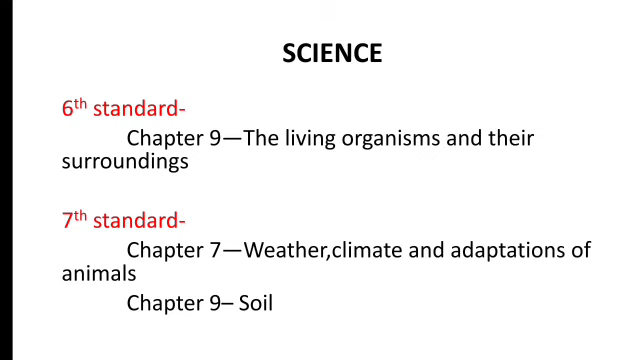 SCIENCE
6th standard-
Chapter 9—The living organisms and their
surroundings
7th standard-
Chapter 7—Weather,climate and adaptations of
animals
Chapter 9– Soil